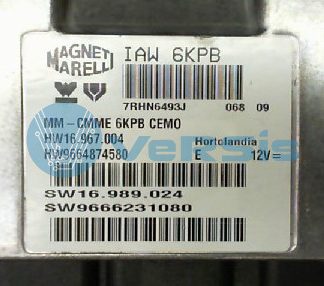 MAGNETI MARELLI
IAW 6KPB
7RHN6493J 068 09
MM-CMME 6KPB CEMO
HW16.967.004 Hortolandia
HW9664874580 E 12V=
SW16.989.024
SW9666231080
versis